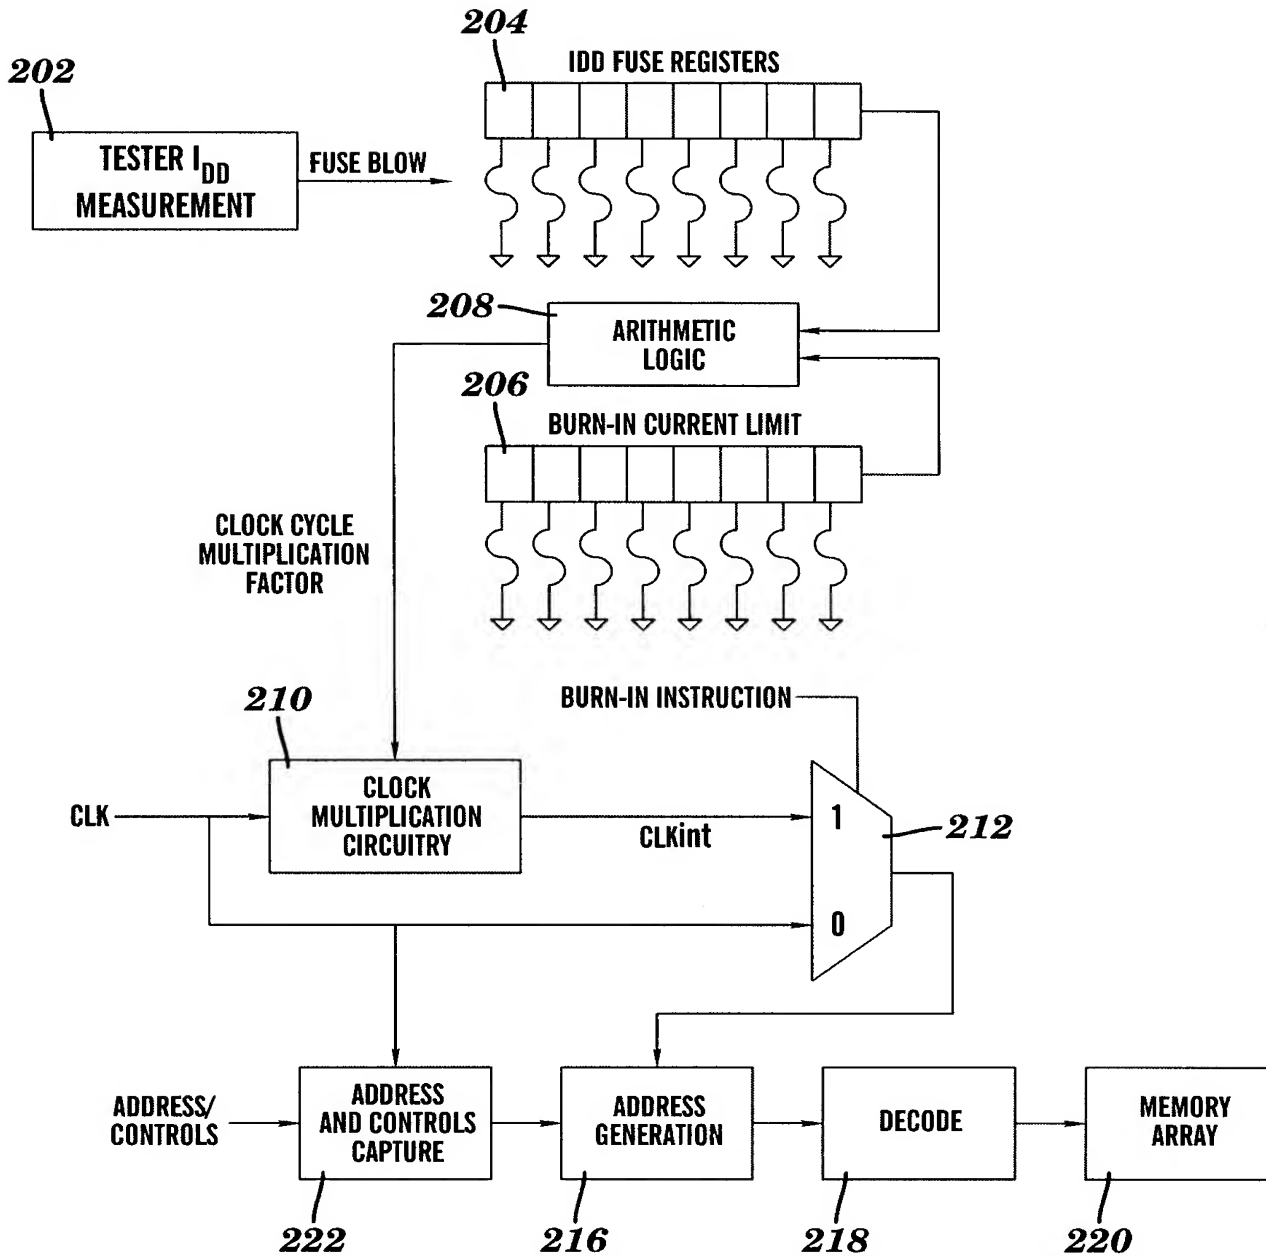 204
IDD FUSE REGISTERS
202
TESTER IDD
MEASUREMENT
FUSE BLOW
208
ARITHMETIC
LOGIC
206
BURN-IN CURRENT LIMIT
CLOCK CYCLE
MULTIPLICATION
FACTOR
210
BURN-IN INSTRUCTION
CLOCK
MULTIPLICATION
CIRCUITRY
CLK
CLKint
1
212
0
ADDRESS/
CONTROLS
ADDRESS
AND CONTROLS
CAPTURE
ADDRESS
GENERATION
DECODE
MEMORY
ARRAY
222
216
218
220